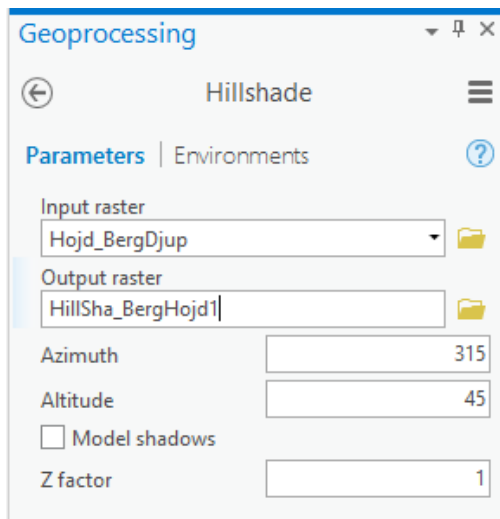 Geoprocessing
Hillshade
Parameters | Environments
Input raster
Hojd_BergDjup
Output raster
HillSha_BergHojd1
Azimuth 315
Altitude 45
Model shadows
Z factor 1